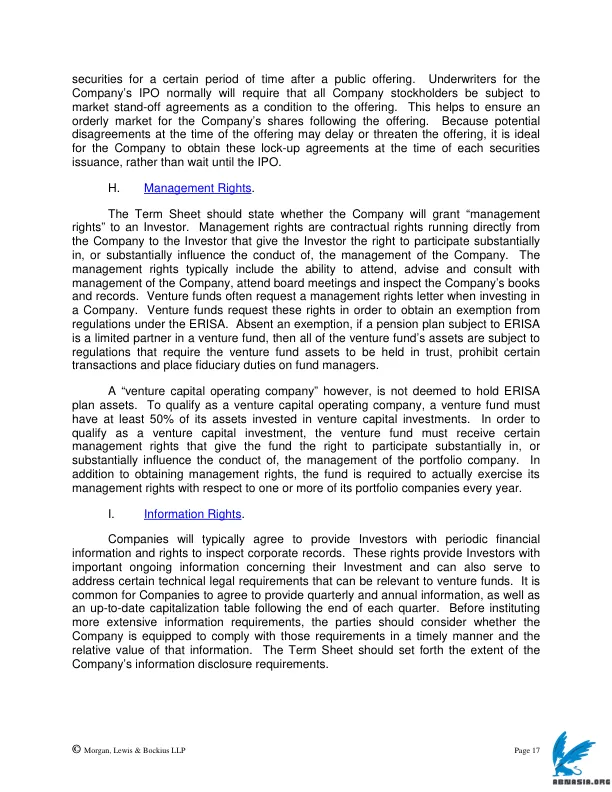 securities for a certain period of time after a public offering. Underwriters for the
Company's IPO normally will require that all Company stockholders be subject to
market stand-off agreements as a condition to the offering. This helps to ensure an
orderly market for the Company's shares following the offering. Because potential
disagreements at the time of the offering may delay or threaten the offering, it is ideal
for the Company to obtain these lock-up agreements at the time of each securities
issuance, rather than wait until the IPO.
H. Management Rights.
The Term Sheet should state whether the Company will grant “management
rights” to an Investor. Management rights are contractual rights running directly from
the Company to the Investor that give the Investor the right to participate substantially
in, or substantially influence the conduct of, the management of the Company. The
management rights typically include the ability to attend, advise and consult with
management of the Company, attend board meetings and inspect the Company's books
and records. Venture funds often request a management rights letter when investing in
a Company. Venture funds request these rights in order to obtain an exemption from
regulations under the ERISA. Absent an exemption, if a pension plan subject to ERISA
is a limited partner in a venture fund, then all of the venture fund's assets are subject to
regulations that require the venture fund assets to be held in trust, prohibit certain
transactions and place fiduciary duties on fund managers.
A “venture capital operating company” however, is not deemed to hold ERISA
plan assets. To qualify as a venture capital operating company, a venture fund must
have at least 50% of its assets invested in venture capital investments. In order to
qualify as a venture capital investment, the venture fund must receive certain
management rights that give the fund the right to participate substantially in, or
substantially influence the conduct of, the management of the portfolio company. In
addition to obtaining management rights, the fund is required to actually exercise its
management rights with respect to one or more of its portfolio companies every year.
I. Information Rights.
Companies will typically agree to provide Investors with periodic financial
information and rights to inspect corporate records. These rights provide Investors with
important ongoing information concerning their Investment and can also serve to
address certain technical legal requirements that can be relevant to venture funds. It is
common for Companies to agree to provide quarterly and annual information, as well as
an up-to-date capitalization table following the end of each quarter. Before instituting
more extensive information requirements, the parties should consider whether the
Company is equipped to comply with those requirements in a timely manner and the
relative value of that information. The Term Sheet should set forth the extent of the
Company's information disclosure requirements.
© Morgan, Lewis & Bockius LLP Page 17
ABNASIA.ORG